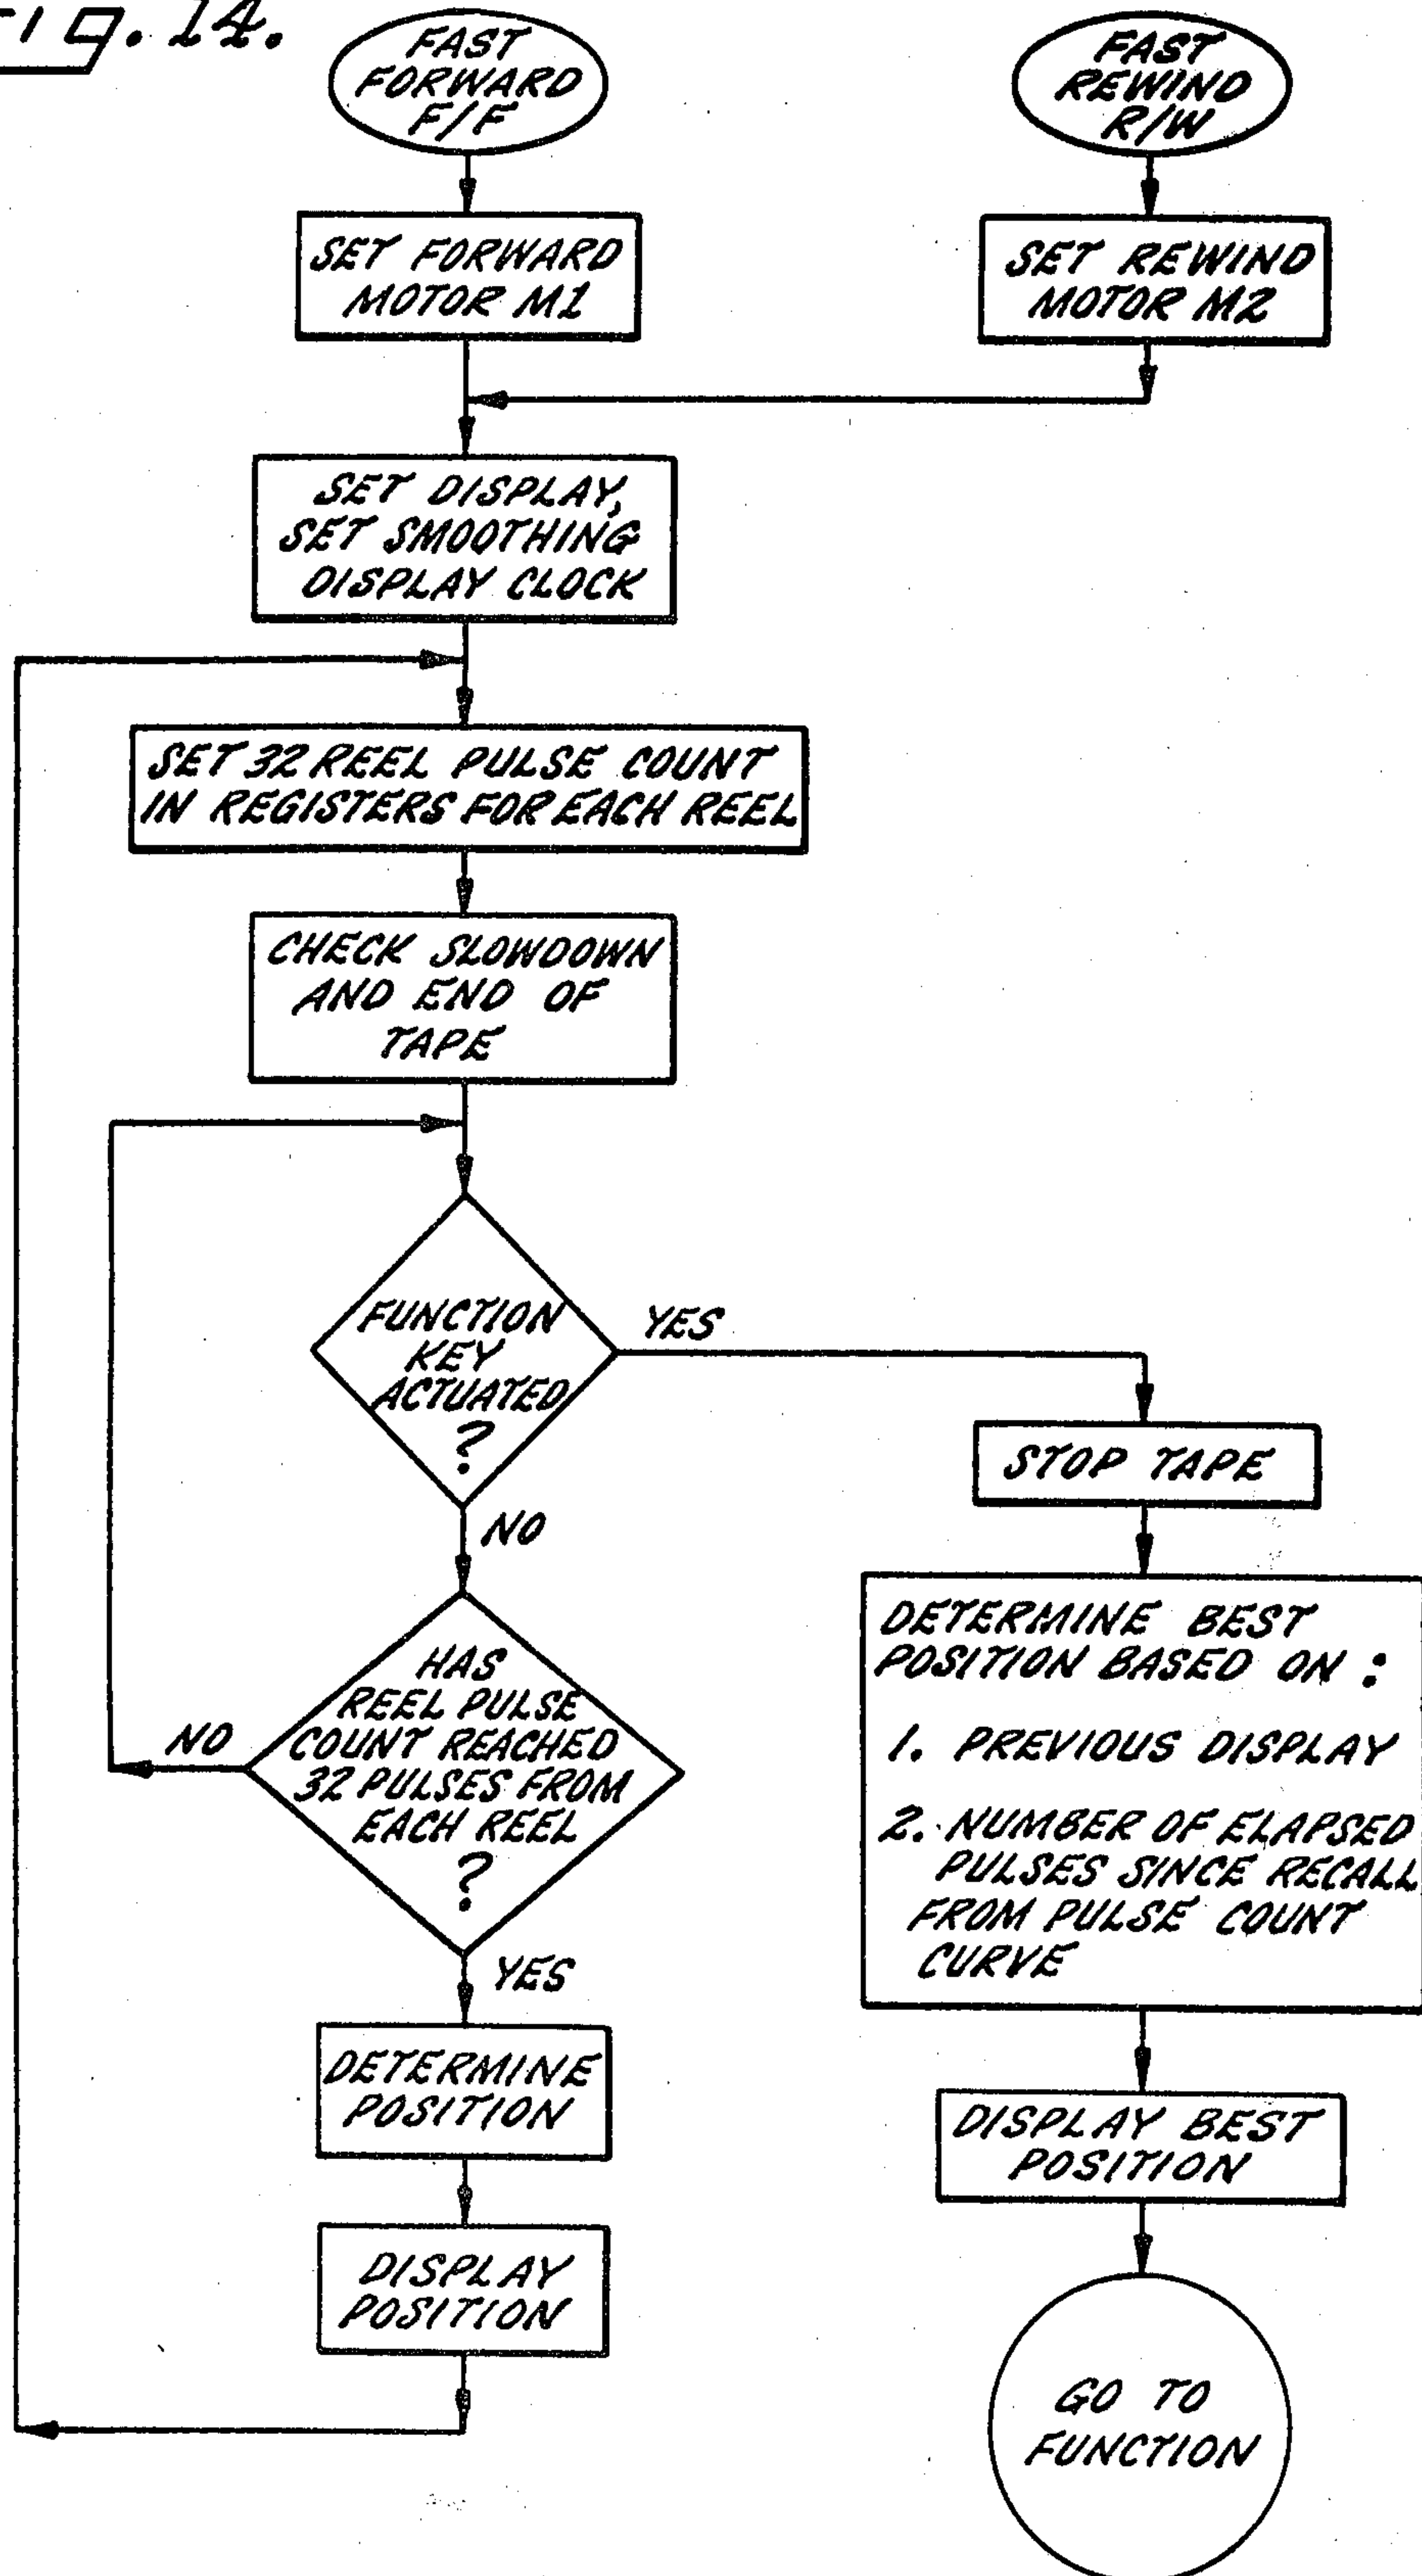 Fig. 14.
FAST
FORWARD
F/F
FAST
REWIND
R/W
SET FORWARD
MOTOR M1
SET REWIND
MOTOR M2
SET DISPLAY,
SET SMOOTHING
DISPLAY CLOCK
SET 32 REEL PULSE COUNT
IN REGISTERS FOR EACH REEL
CHECK SLOWDOWN
AND END OF
TAPE
FUNCTION
KEY
ACTUATED
?
YES
NO
STOP TAPE
HAS
REEL PULSE
COUNT REACHED
32 PULSES FROM
EACH REEL
?
NO
YES
DETERMINE BEST
POSITION BASED ON :
1. PREVIOUS DISPLAY
2. NUMBER OF ELAPSED
PULSES SINCE RECALL
FROM PULSE COUNT
CURVE
DETERMINE
POSITION
DISPLAY BEST
POSITION
DISPLAY
POSITION
GO TO
FUNCTION